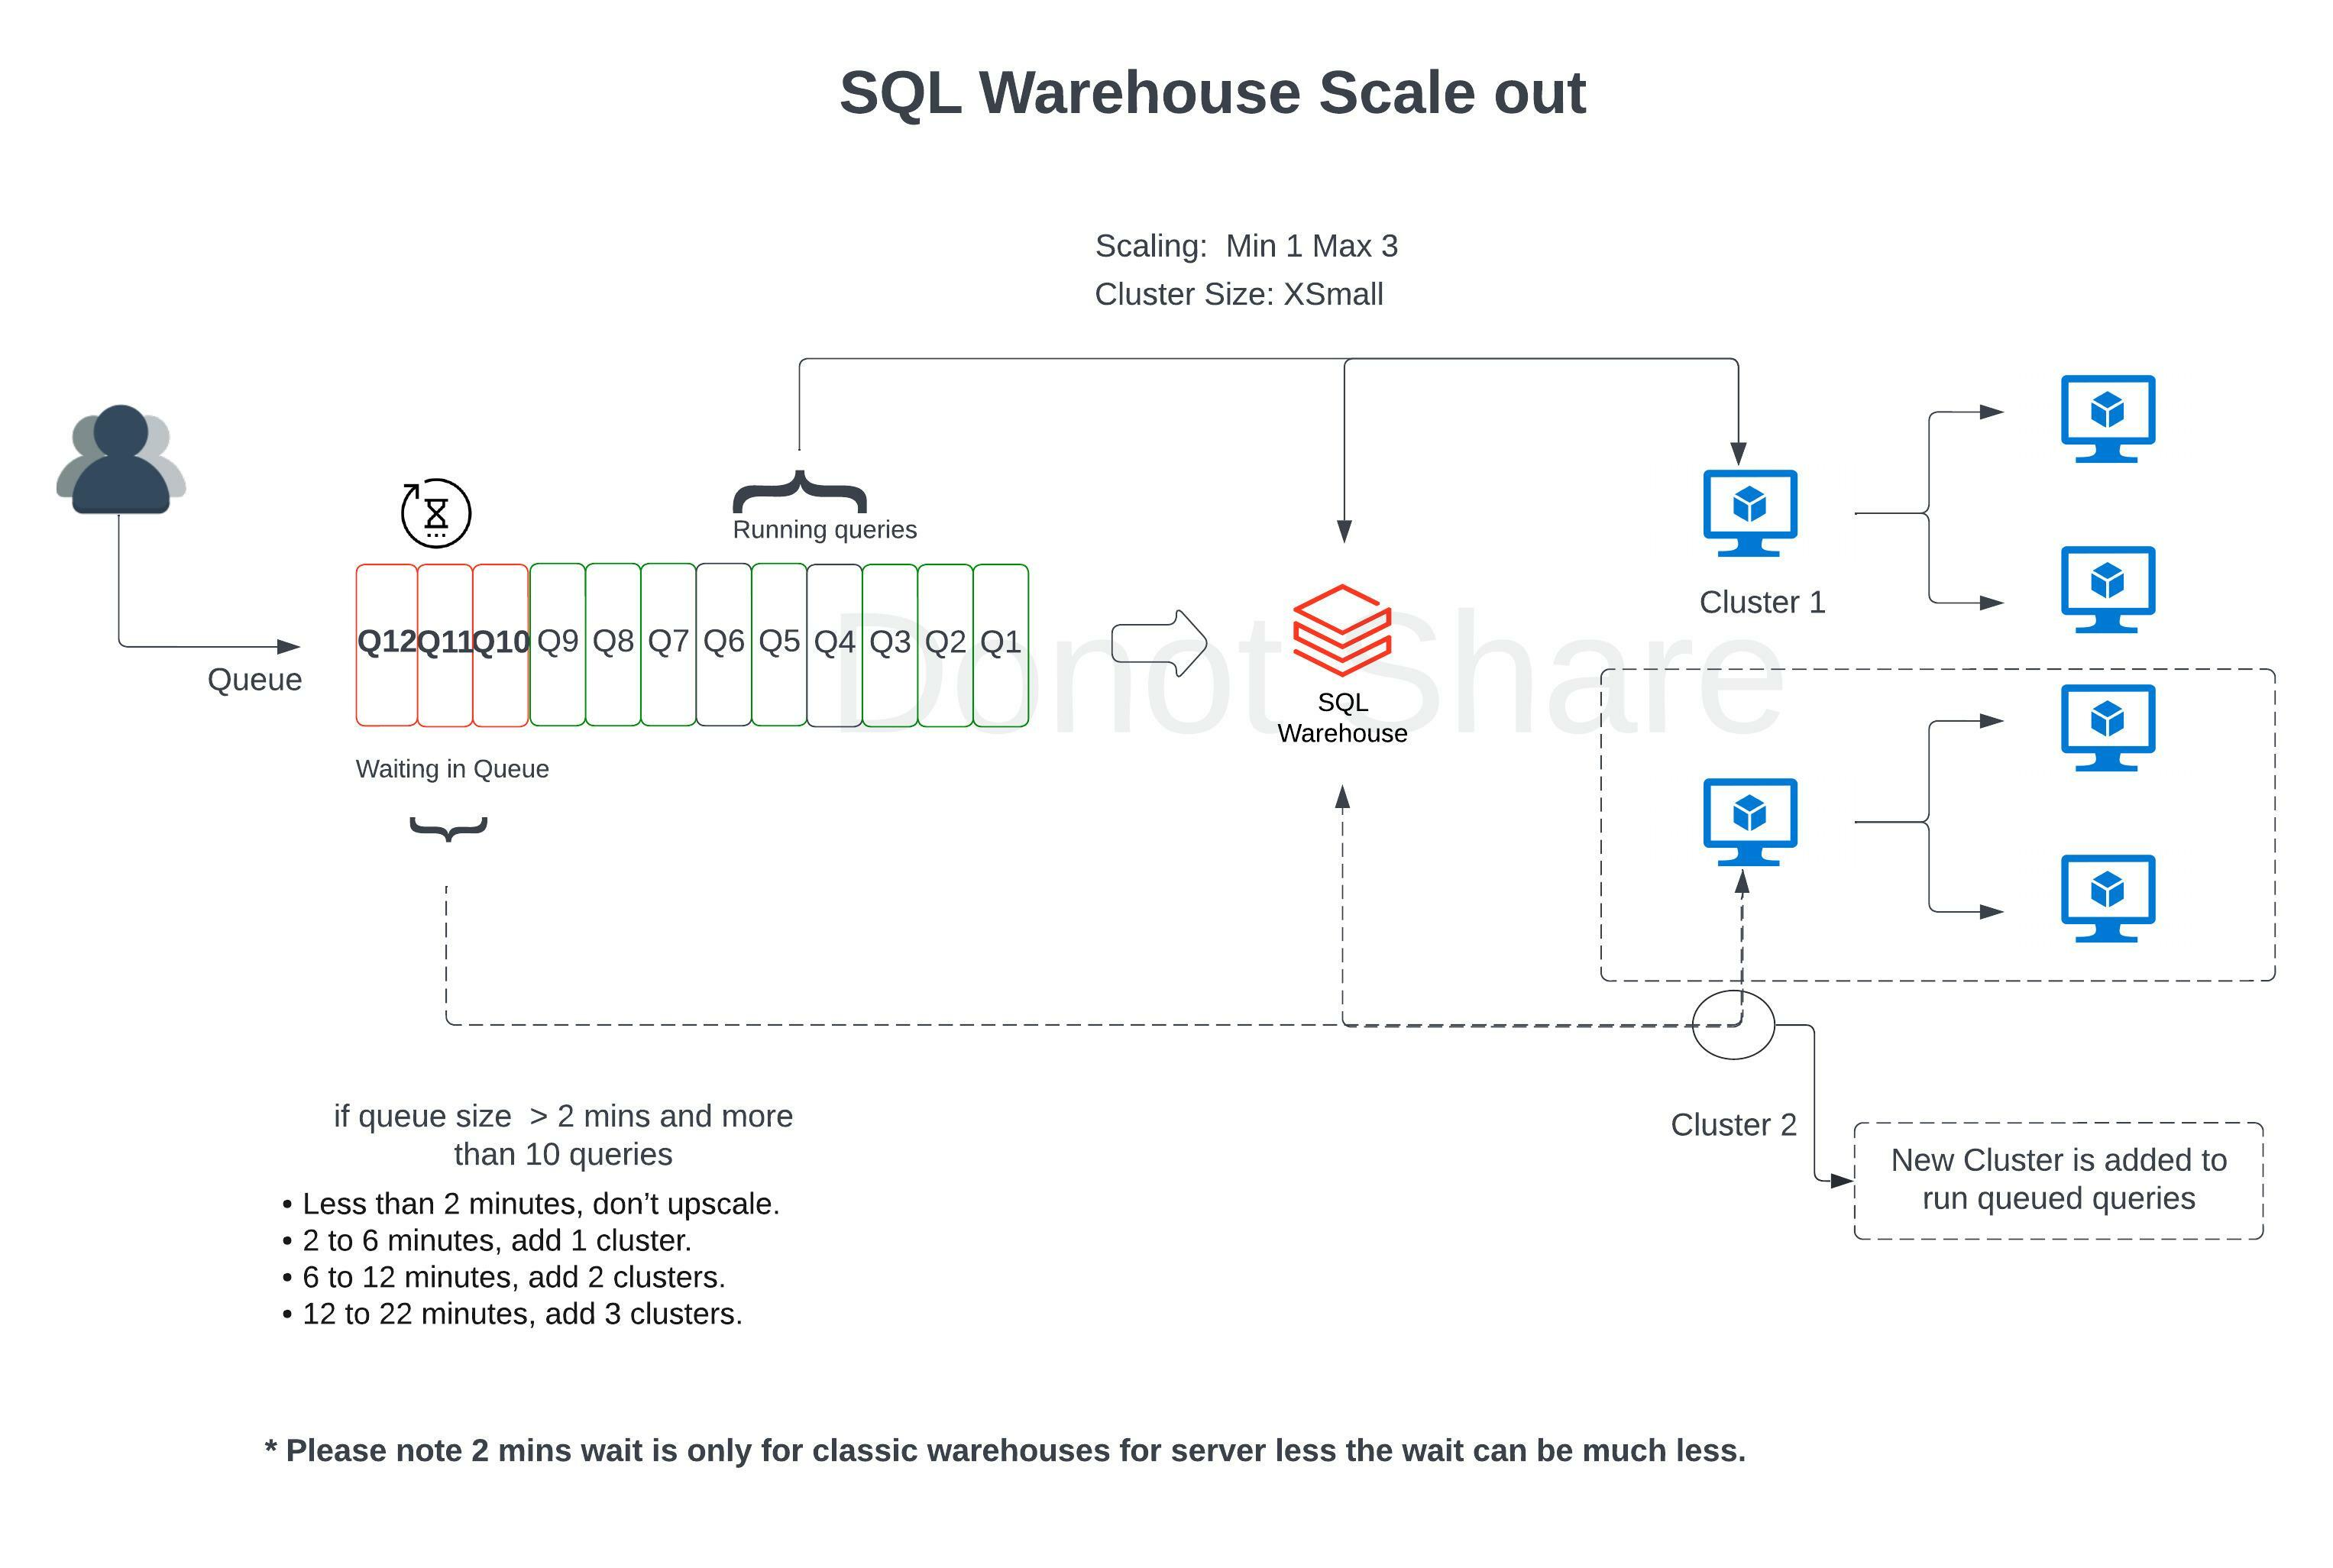 SQL Warehouse Scale out
Scaling:  Min 1 Max 3
Cluster Size: XSmall
Running queries
Q12 Q11 Q10 Q9 Q8 Q7 Q6 Q5 Q4 Q3 Q2 Q1
Queue
Waiting in Queue
Donot Share
SQL
Warehouse
Cluster 1
if queue size  > 2 mins and more
than 10 queries
• Less than 2 minutes, don’t upscale.
• 2 to 6 minutes, add 1 cluster.
• 6 to 12 minutes, add 2 clusters.
• 12 to 22 minutes, add 3 clusters.
Cluster 2
New Cluster is added to
run queued queries
* Please note 2 mins wait is only for classic warehouses for server less the wait can be much less.